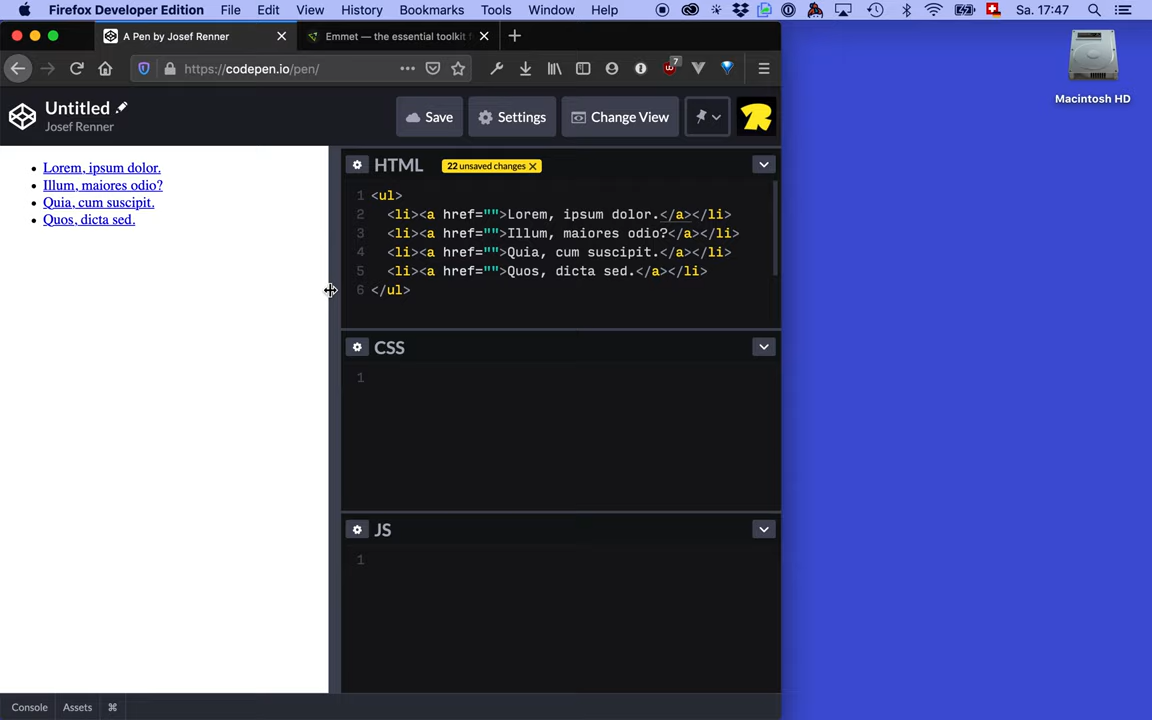 Firefox Developer Edition File Edit View History Bookmarks Tools Window Help Sa. 17:47
A Pen by Josef Renner Emmet — the essential toolkit
https://codepen.io/pen/ 7
Macintosh HD
Untitled
Josef Renner
Save Settings Change View
HTML 22 unsaved changes
Lorem, ipsum dolor.
Illum, maiores odio?
Quia, cum suscipit.
Quos, dicta sed.
1 <ul>
2 <li><a href="">Lorem, ipsum dolor.</a></li>
3 <li><a href="">Illum, maiores odio?</a></li>
4 <li><a href="">Quia, cum suscipit.</a></li>
5 <li><a href="">Quos, dicta sed.</a></li>
6 </ul>
CSS
1
JS
1
Console Assets ⌘